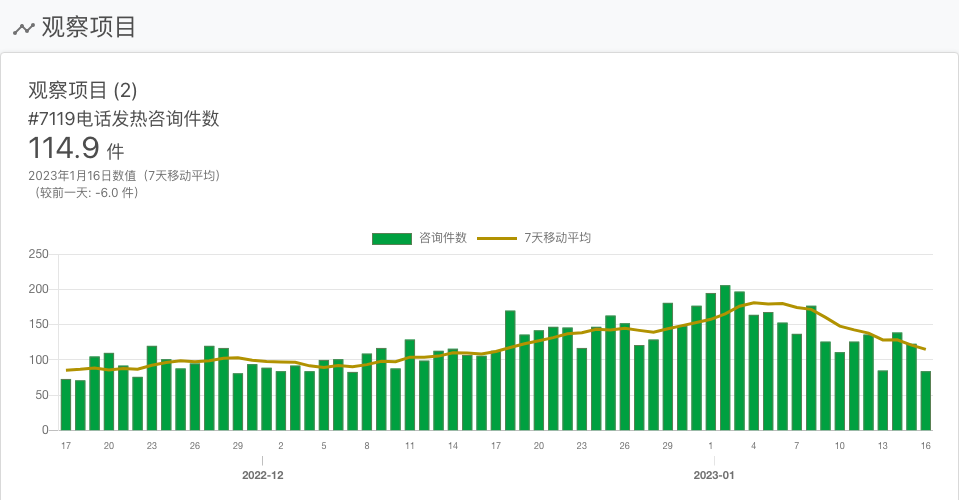 观察项目
观察项目 (2)
#7119电话发热咨询件数
114.9 件
2023年1月16日数值（7天移动平均）
（较前一天: -6.0 件）
咨询件数 7天移动平均
250
200
150
100
50
0
17 20 23 26 29 2 5 8 11 14 17 20 23 26 29 1 4 7 10 13 16
2022-12 2023-01